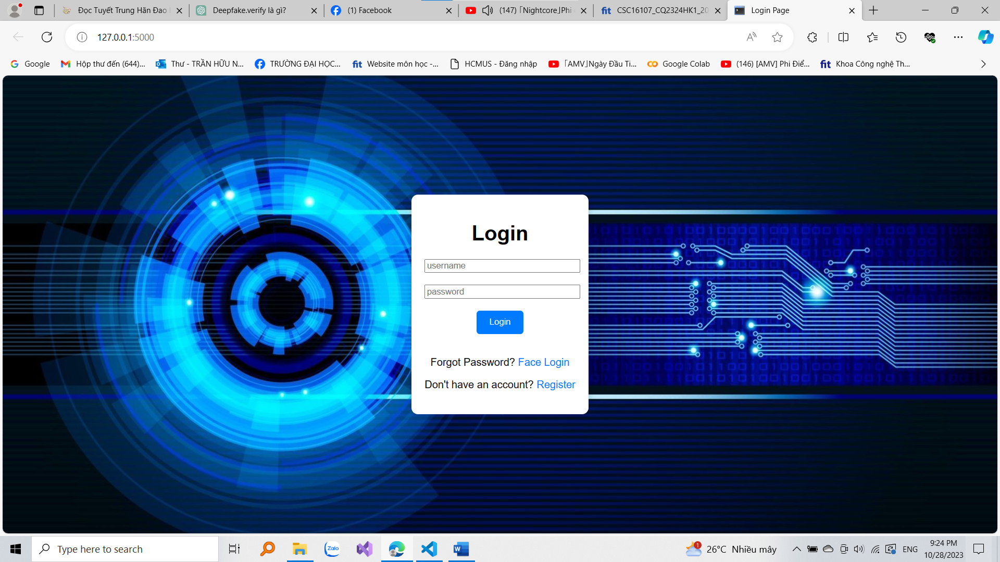 Đọc Tuyết Trung Hãn Đao
Deepfake.verify là gì?
(1) Facebook
(147) 「Nightcore」Phi
CSC16107_CQ2324HK1_20
Login Page
127.0.0.1:5000
Google
Hộp thư đến (644)...
Thư - TRẦN HỮU N...
TRƯỜNG ĐẠI HỌC...
Website môn học -...
HCMUS - Đăng nhập
「AMV」Ngày Đầu Ti...
Google Colab
(146) [AMV] Phi Điể...
Khoa Công nghệ Th...
Login
username
password
Login
Forgot Password? Face Login
Don't have an account? Register
Type here to search
Zalo
1
26°C Nhiều mây
ENG
9:24 PM
10/28/2023